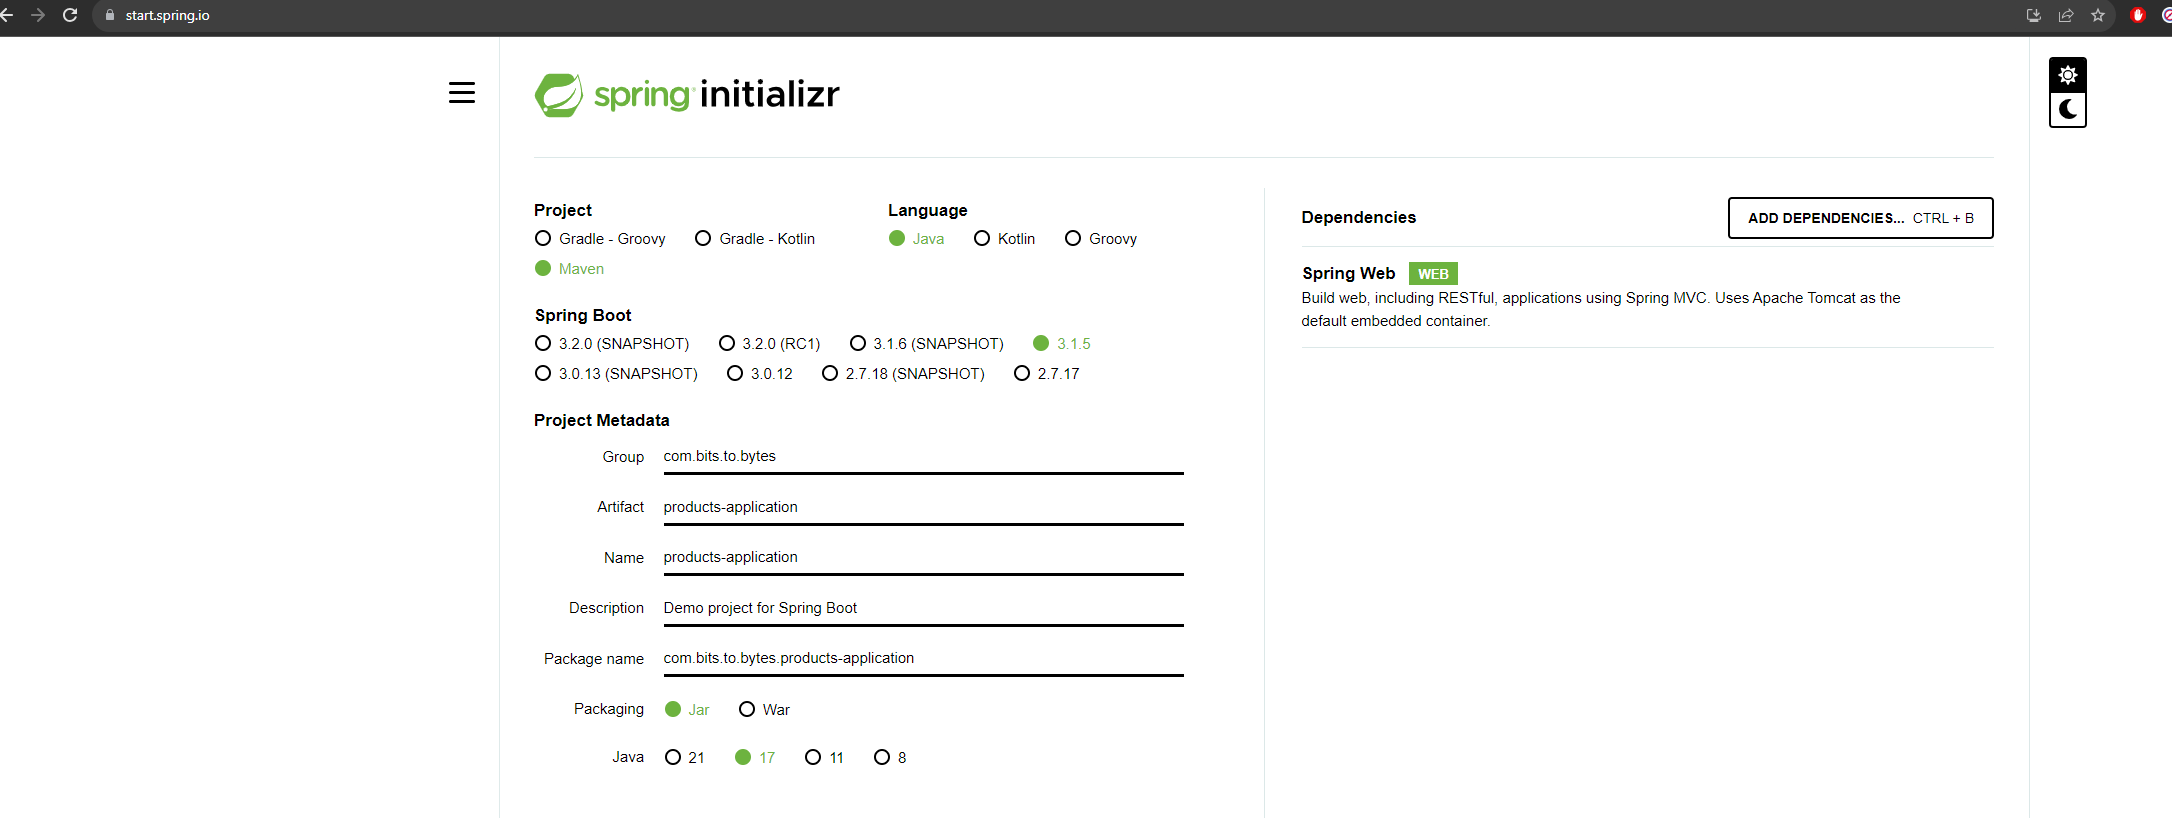 start.spring.io
spring initializr
Project
Gradle - Groovy Gradle - Kotlin
Maven
Language
Java Kotlin Groovy
Spring Boot
3.2.0 (SNAPSHOT) 3.2.0 (RC1) 3.1.6 (SNAPSHOT) 3.1.5
3.0.13 (SNAPSHOT) 3.0.12 2.7.18 (SNAPSHOT) 2.7.17
Project Metadata
Group com.bits.to.bytes
Artifact products-application
Name products-application
Description Demo project for Spring Boot
Package name com.bits.to.bytes.products-application
Packaging Jar War
Java 21 17 11 8
Dependencies ADD DEPENDENCIES... CTRL + B
Spring Web WEB
Build web, including RESTful, applications using Spring MVC. Uses Apache Tomcat as the
default embedded container.